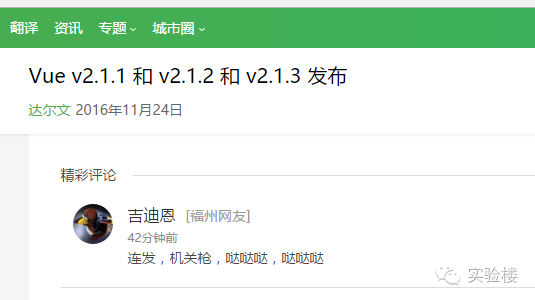 翻译 资讯 专题 城市圈
Vue v2.1.1 和 v2.1.2 和 v2.1.3 发布
达尔文 2016年11月24日
精彩评论
吉迪恩 [福州网友]
42分钟前
连发，机关枪，哒哒哒，哒哒哒
实验楼